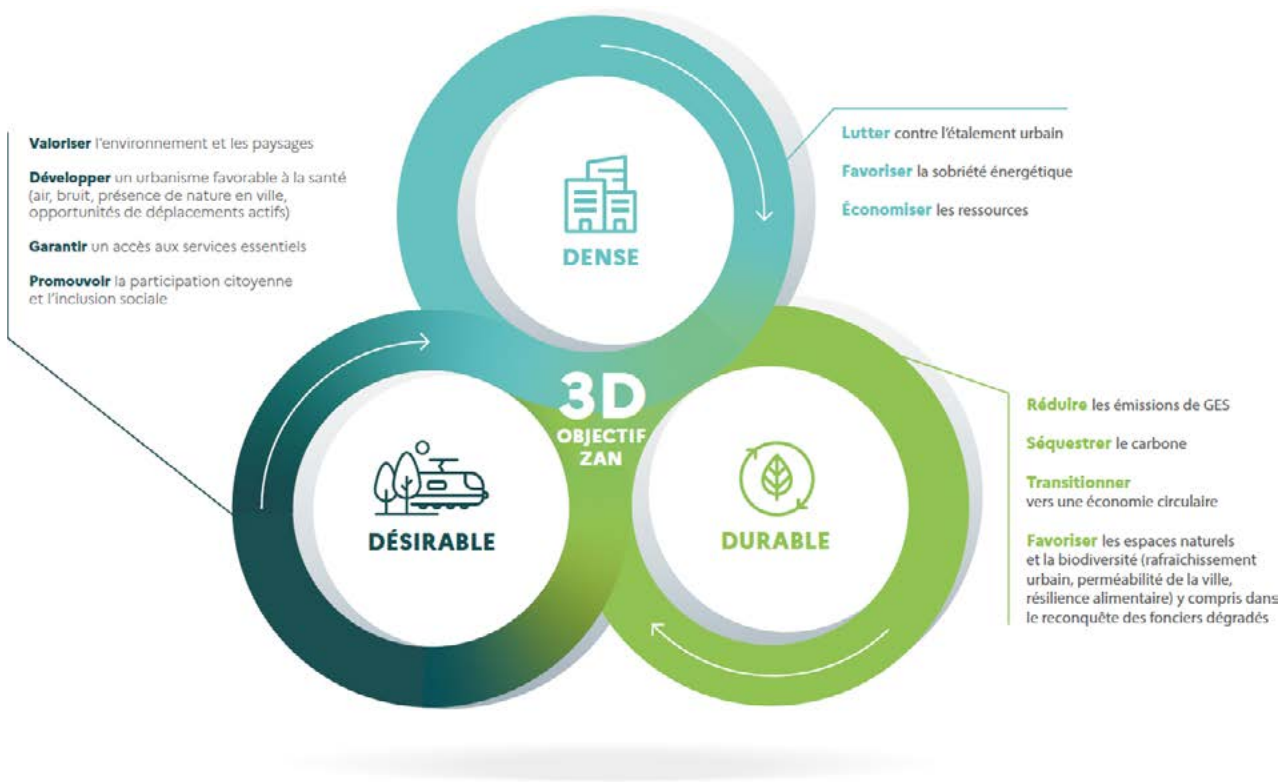 Valoriser l'environnement et les paysages
Développer un urbanisme favorable à la santé
(air, bruit, présence de nature en ville,
opportunités de déplacements actifs)
Garantir un accès aux services essentiels
Promouvoir la participation citoyenne
et l'inclusion sociale
DENSE
Lutter contre l'étalement urbain
Favoriser la sobriété énergétique
Économiser les ressources
3D
OBJECTIF
ZAN
DÉSIRABLE
DURABLE
Réduire les émissions de GES
Séquestrer le carbone
Transitionner
vers une économie circulaire
Favoriser les espaces naturels
et la biodiversité (rafraîchissement
urbain, perméabilité de la ville,
résilience alimentaire) y compris dans
le reconquête des fonciers dégradés